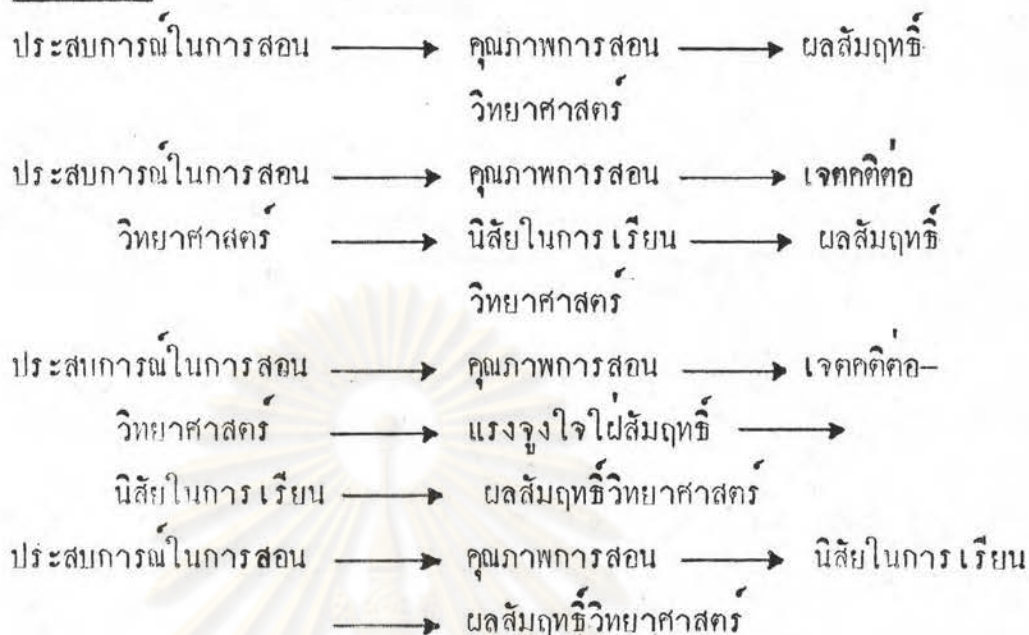 ประสบการณ์ในการสอน ⟶ คุณภาพการสอน ⟶ ผลสัมฤทธิ์
วิทยาศาสตร์
ประสบการณ์ในการสอน ⟶ คุณภาพการสอน ⟶ เจตคติต่อ
วิทยาศาสตร์ ⟶ นิสัยในการเรียน ⟶ ผลสัมฤทธิ์
วิทยาศาสตร์
ประสบการณ์ในการสอน ⟶ คุณภาพการสอน ⟶ เจตคติต่อ-
วิทยาศาสตร์ ⟶ แรงจูงใจใฝ่สัมฤทธิ์ ⟶
นิสัยในการเรียน ⟶ ผลสัมฤทธิ์วิทยาศาสตร์
ประสบการณ์ในการสอน ⟶ คุณภาพการสอน ⟶ นิสัยในการเรียน
⟶ ผลสัมฤทธิ์วิทยาศาสตร์